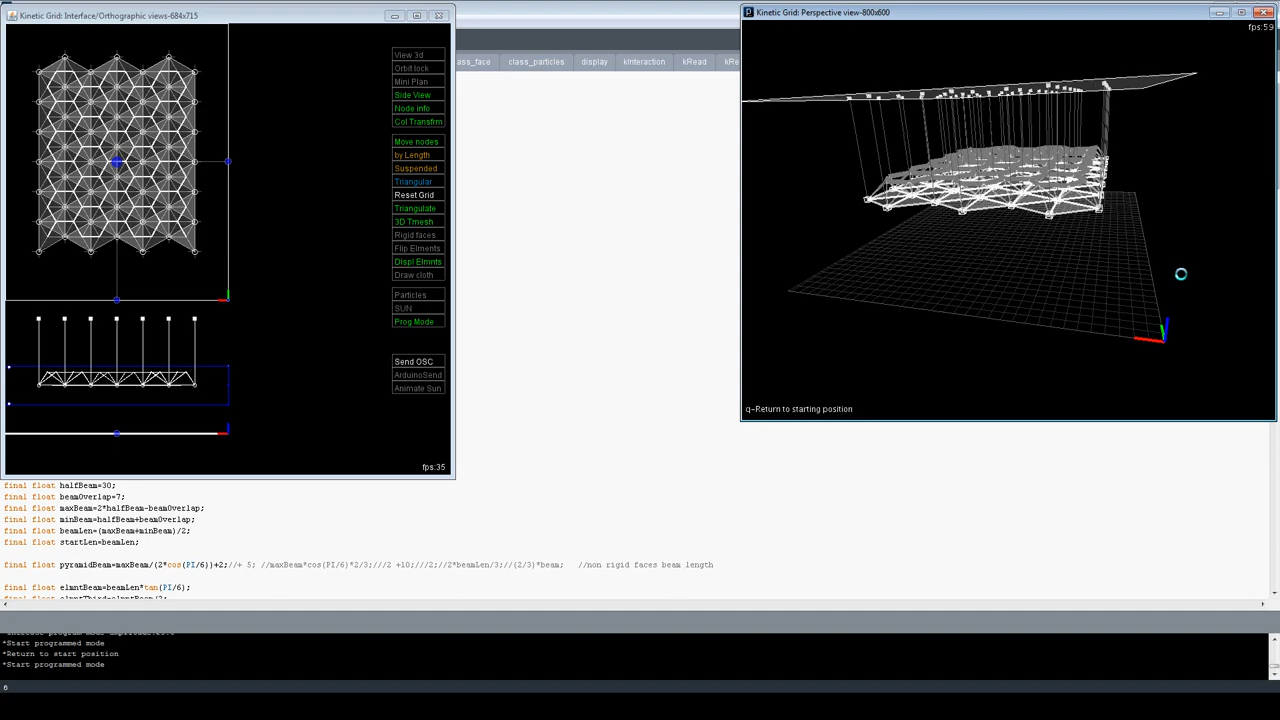 Kinetic Grid: Interface/Orthographic views-684x715
View 3d
Orbit lock
Mini Plan
Side View
Node info
Col Transfrm
Move nodes
by Length
Suspended
Triangular
Reset Grid
Triangulate
3D Tmesh
Rigid faces
Flip Elments
Displ Elmnts
Draw cloth
Particles
SUN
Prog Mode
Send OSC
ArduinoSend
Animate Sun
fps:35
class_particles
display
kInteraction
kRead
Kinetic Grid: Perspective view-800x600
fps:59
q-Return to starting position
final float halfBeam=30;
final float beamOverlap=7;
final float maxBeam=2*halfBeam-beamOverlap;
final float minBeam=halfBeam+beamOverlap;
final float beamLen=(maxBeam+minBeam)/2;
final float startLen=beamLen;
final float pyramidBeam=maxBeam/(2*cos(PI/6))+2;//+ 5; //maxBeam*cos(PI/6)*2/3;///2 +10;///2;//2*beamLen/3;//(2/3)*beam; //non rigid faces beam length
final float elmntBeam=beamLen*tan(PI/6);
*Start programmed mode
*Return to start position
*Start programmed mode
6